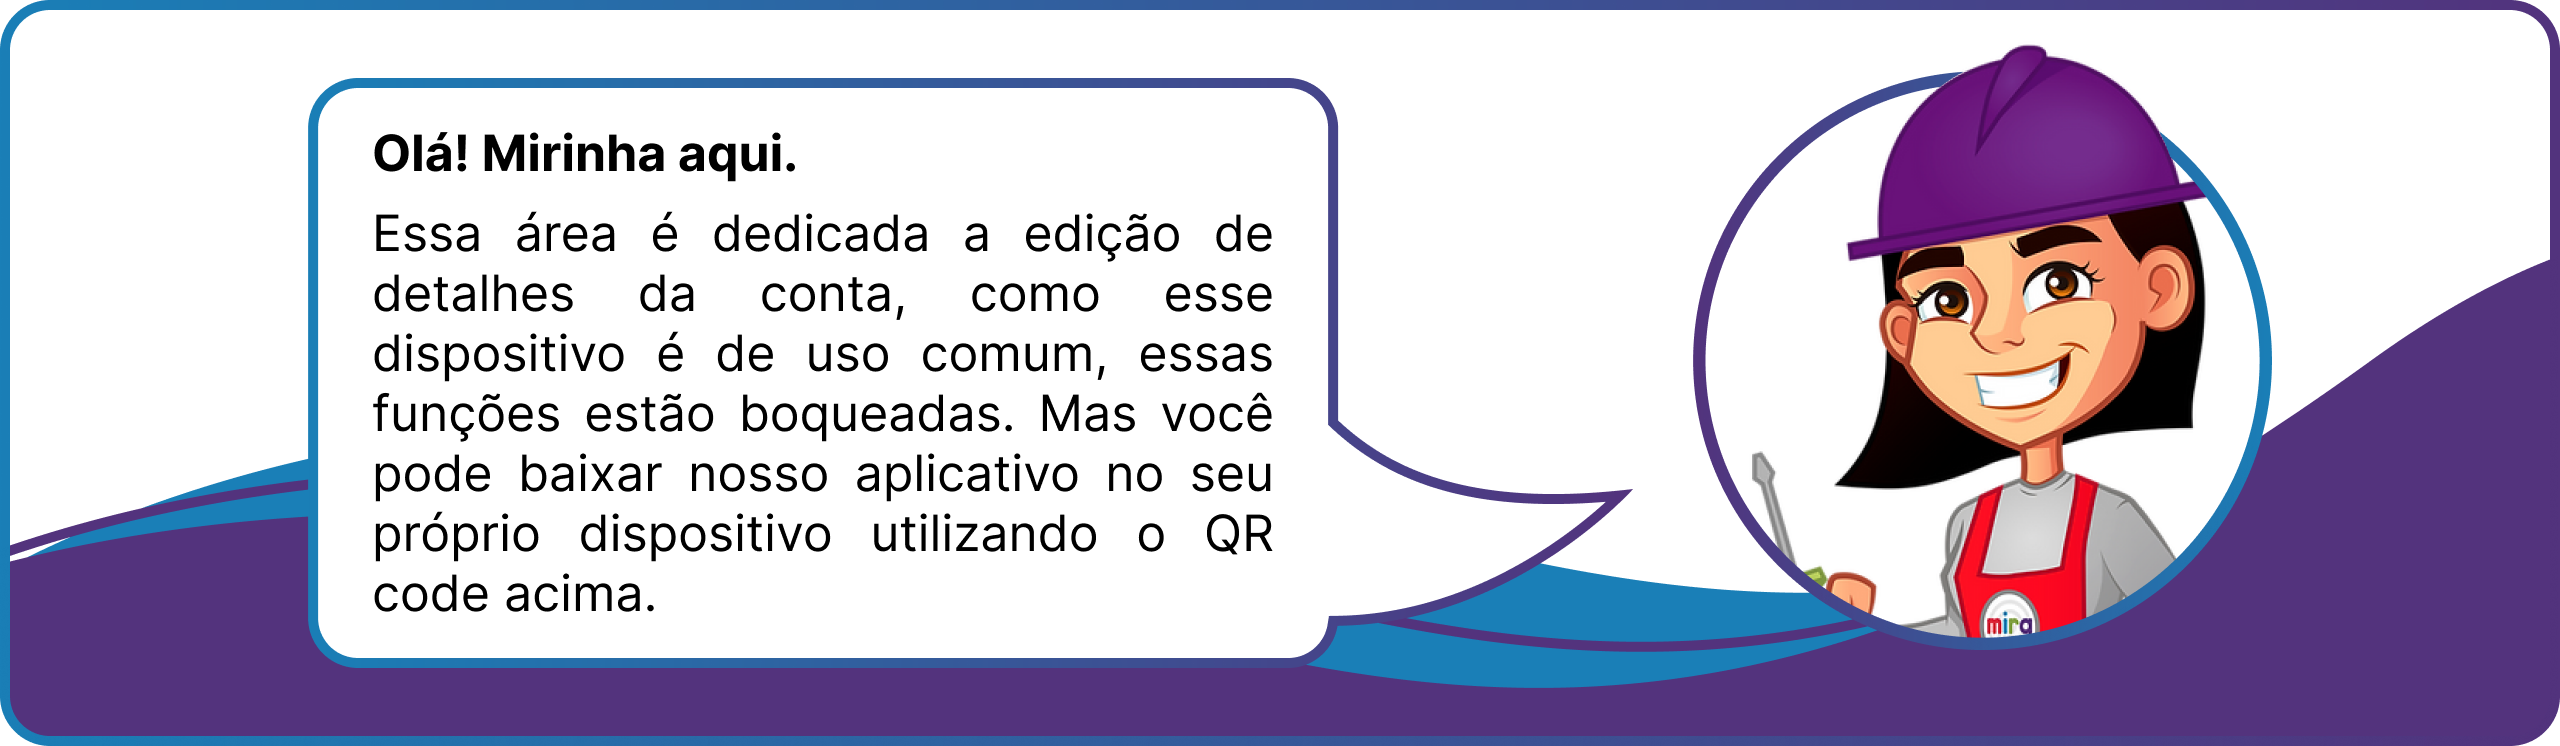 Olá! Mirinha aqui.
Essa área é dedicada a edição de
detalhes da conta, como esse
dispositivo é de uso comum, essas
funções estão boqueadas. Mas você
pode baixar nosso aplicativo no seu
próprio dispositivo utilizando o QR
code acima.
mira